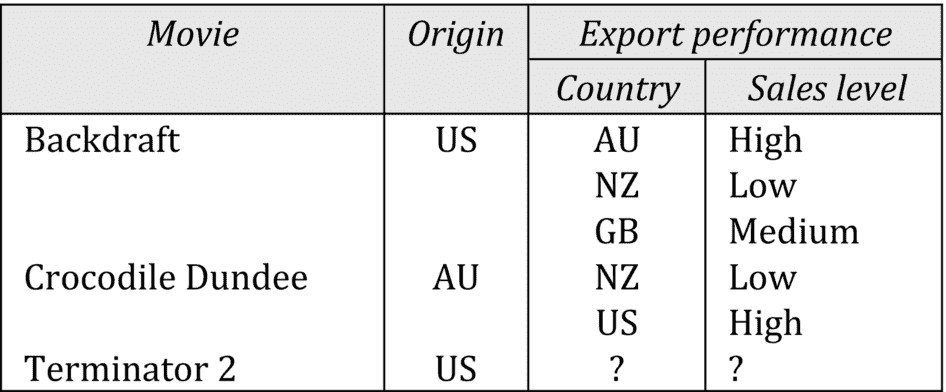 Movie Origin Export performance
Country Sales level
Backdraft US AU High
NZ Low
GB Medium
Crocodile Dundee AU NZ Low
US High
Terminator 2 US ? ?